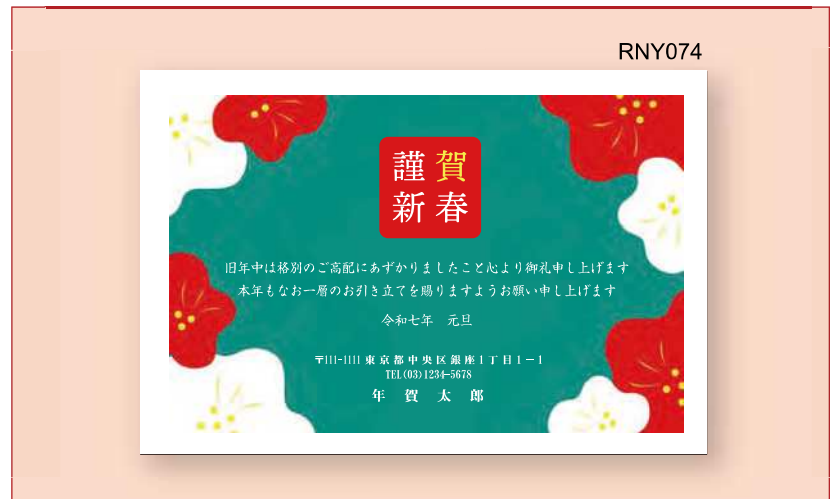 RNY074
謹賀
新春
旧年中は格別のご高配にあずかりましたこと心より御礼申し上げます
本年もなお一層のお引き立てを賜りますようお願い申し上げます
令和七年 元旦
〒111-1111 東京都中央区銀座1丁目1−1
TEL(03)1234-5678
年 賀 太 郎